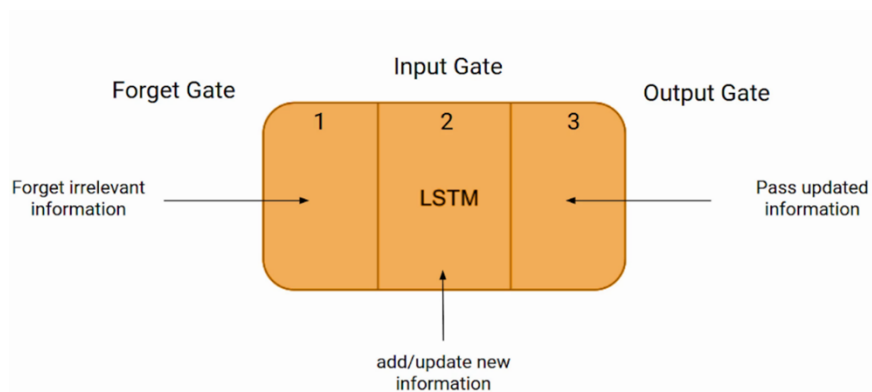 Input Gate
Forget Gate
Output Gate
1
2
3
Forget irrelevant
information
LSTM
Pass updated
information
add/update new
information